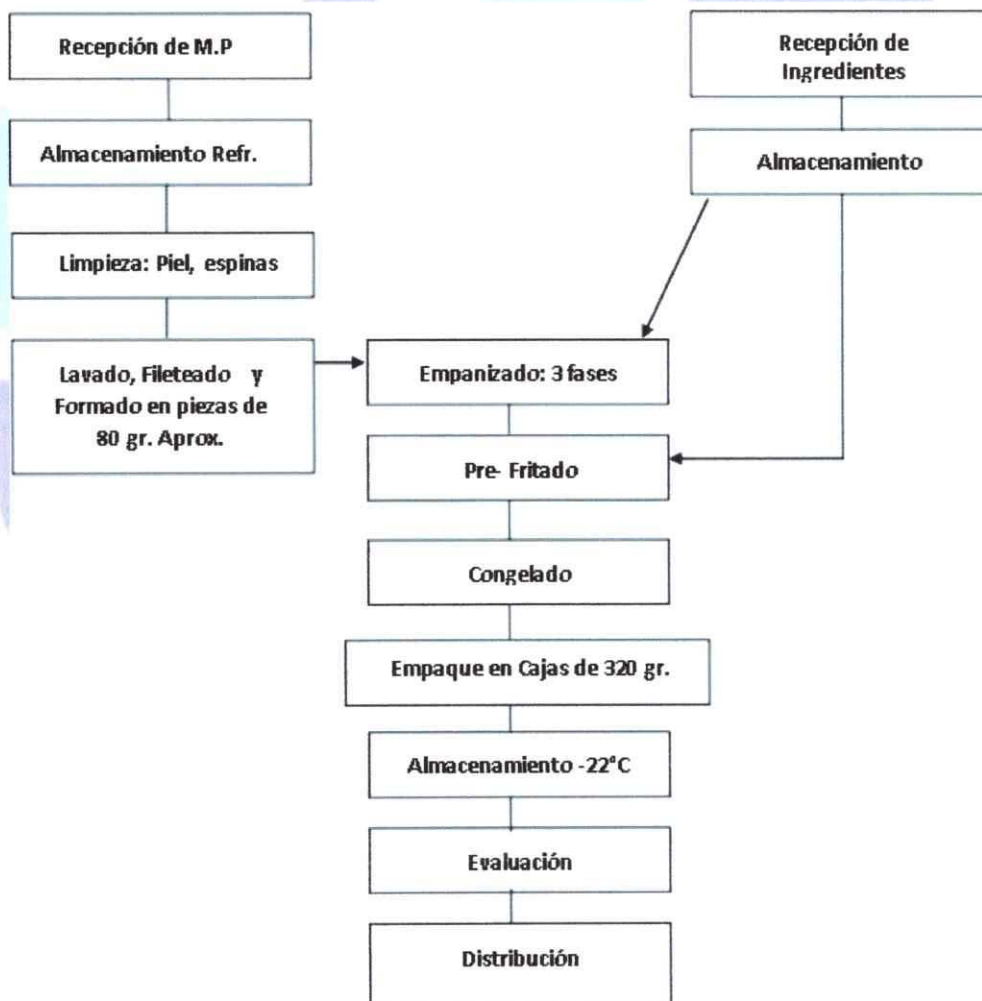 Recepción de M.P
Almacenamiento Refr.
Limpieza: Piel, espinas
Lavado, Fileteado y
Formado en piezas de
80 gr. Aprox.
Recepción de
Ingredientes
Almacenamiento
Empanizado: 3 fases
Pre- Fritado
Congelado
Empaque en Cajas de 320 gr.
Almacenamiento -22°C
Evaluación
Distribución